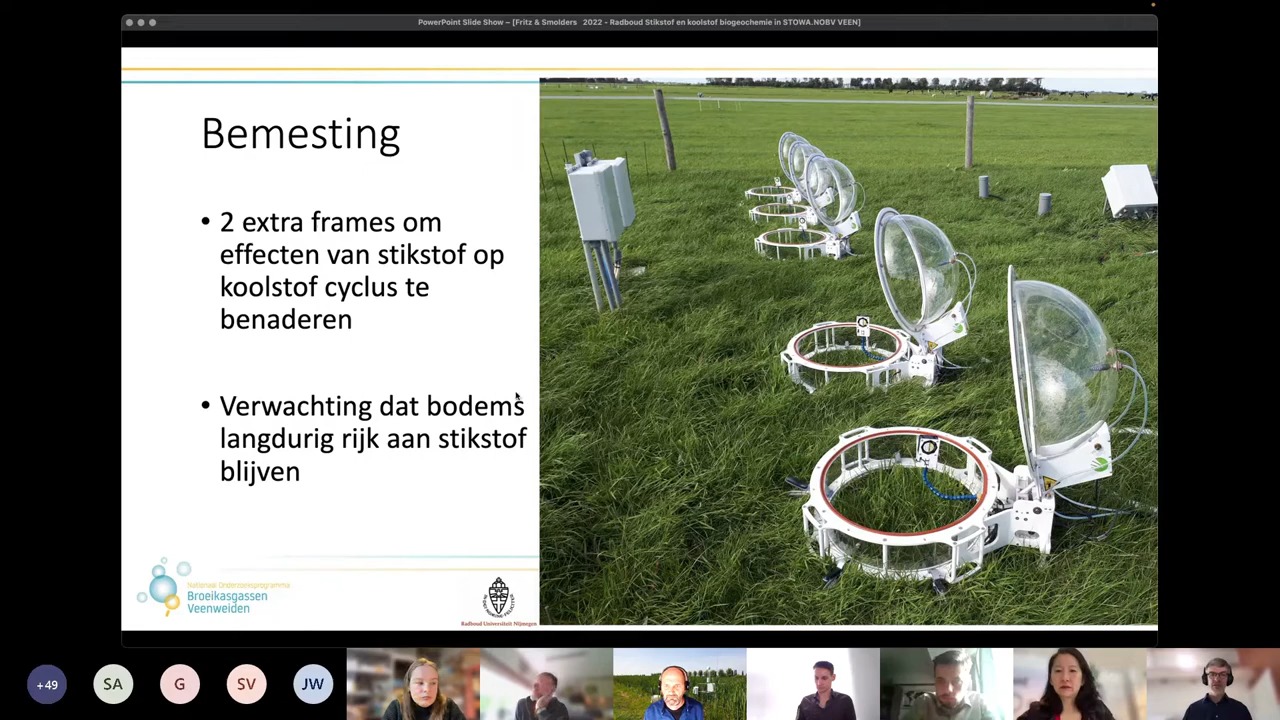 PowerPoint Slide Show – [Fritz & Smolders 2022 - Radboud Stikstof en koolstof biogeochemie in STOWA.NOBV VEEN]
Bemesting
• 2 extra frames om
effecten van stikstof op
koolstof cyclus te
benaderen
• Verwachting dat bodems
langdurig rijk aan stikstof
blijven
Nationaal Onderzoeksprogramma
Broeikasgassen
Veenweiden
Radboud Universiteit Nijmegen
+49
SA
G
SV
JW